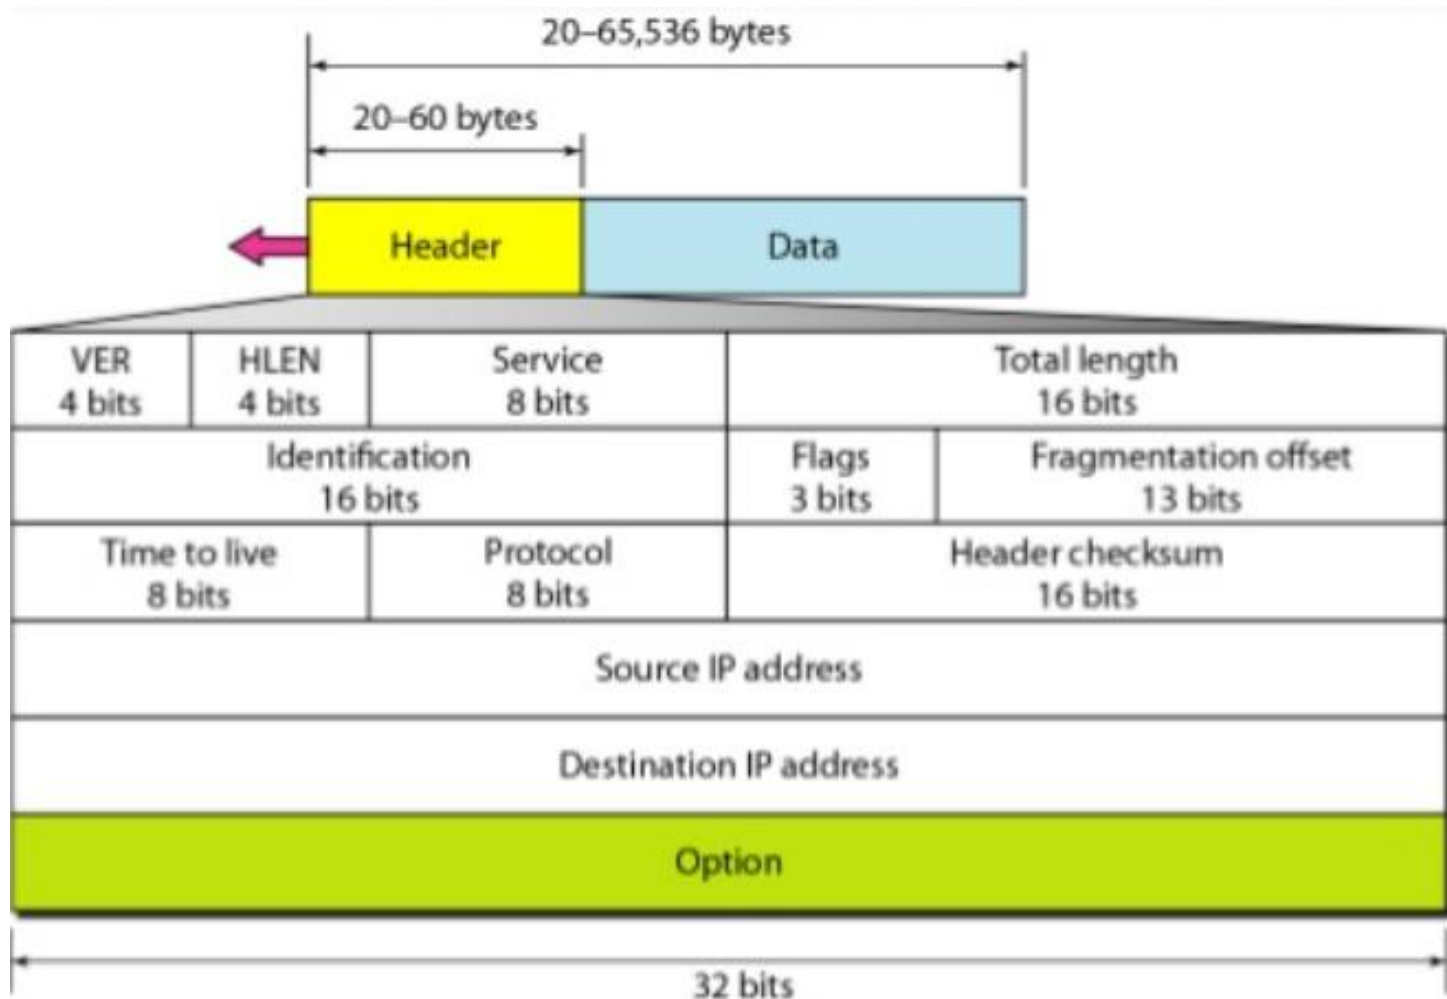 20–65,536 bytes
20–60 bytes
Header
Data
VER
4 bits
HLEN
4 bits
Service
8 bits
Total length
16 bits
Identification
16 bits
Flags
3 bits
Fragmentation offset
13 bits
Time to live
8 bits
Protocol
8 bits
Header checksum
16 bits
Source IP address
Destination IP address
Option
32 bits